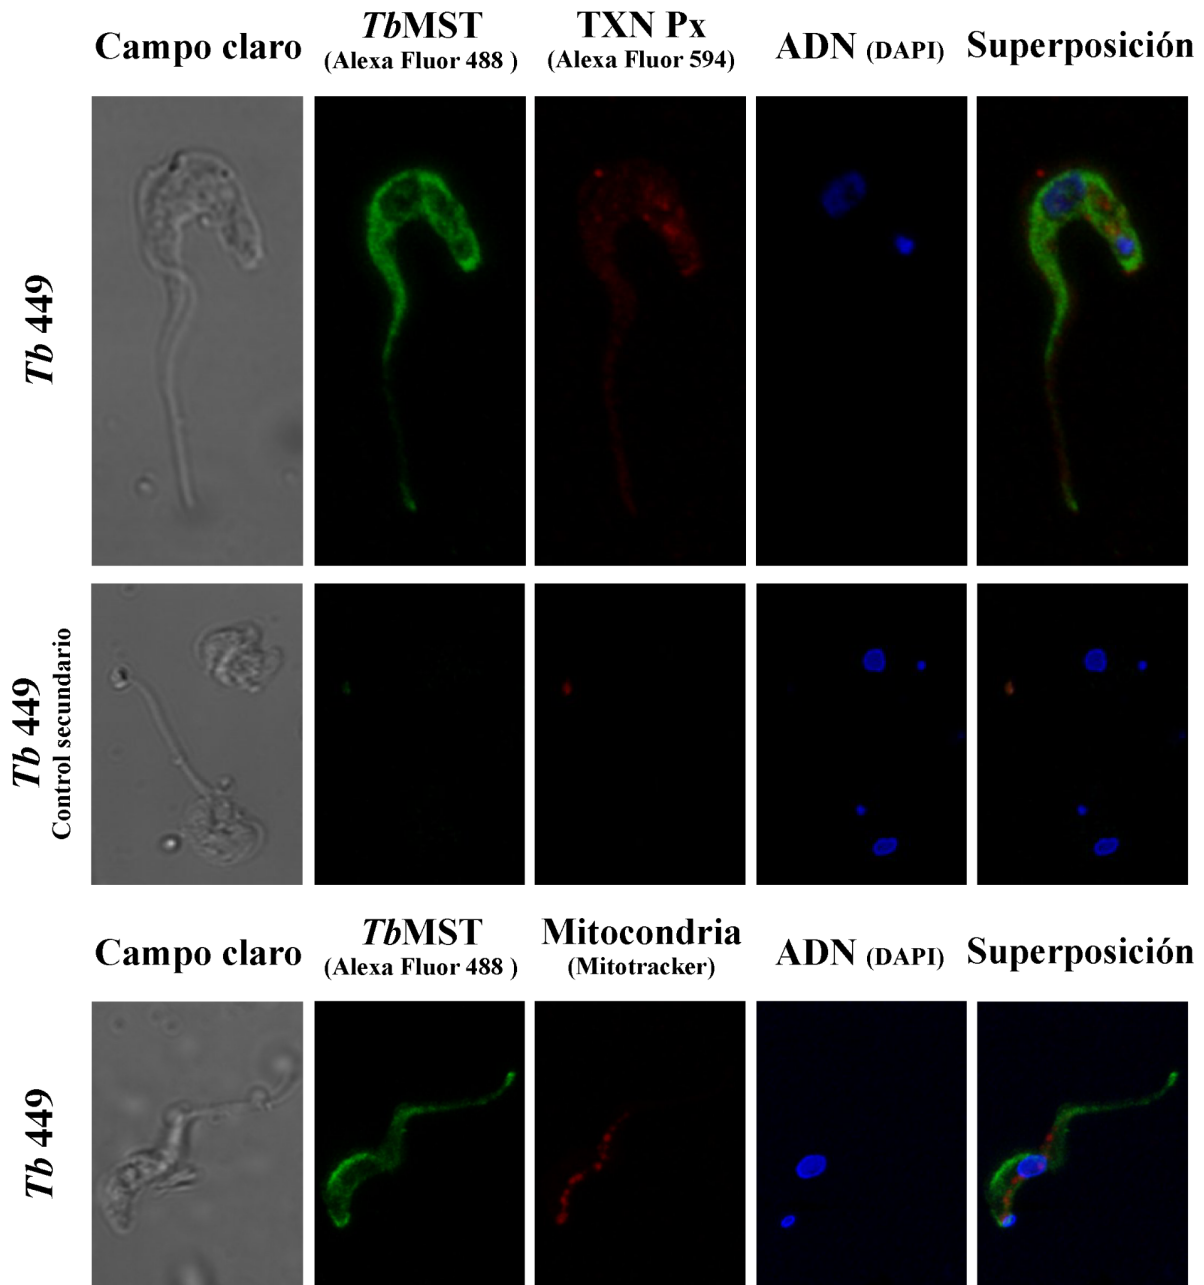 Campo claro
TbMST
(Alexa Fluor 488 )
TXN Px
(Alexa Fluor 594)
ADN (DAPI)
Superposición
Tb 449
Tb 449
Control secundario
Campo claro
TbMST
(Alexa Fluor 488 )
Mitocondria
(Mitotracker)
ADN (DAPI)
Superposición
Tb 449